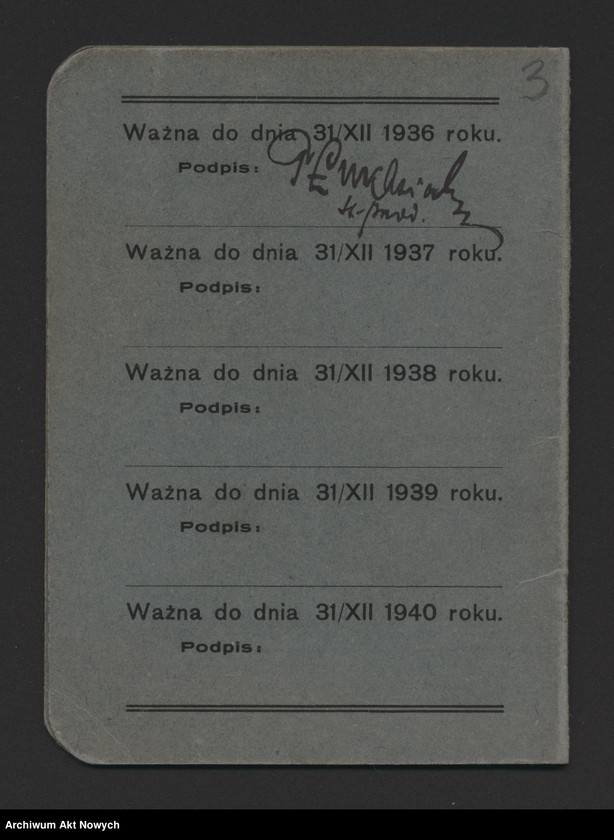 3
Ważna do dnia 31/XII 1936 roku.
Podpis:
Ważna do dnia 31/XII 1937 roku.
Podpis:
Ważna do dnia 31/XII 1938 roku.
Podpis:
Ważna do dnia 31/XII 1939 roku.
Podpis:
Ważna do dnia 31/XII 1940 roku.
Podpis:
Archiwum Akt Nowych